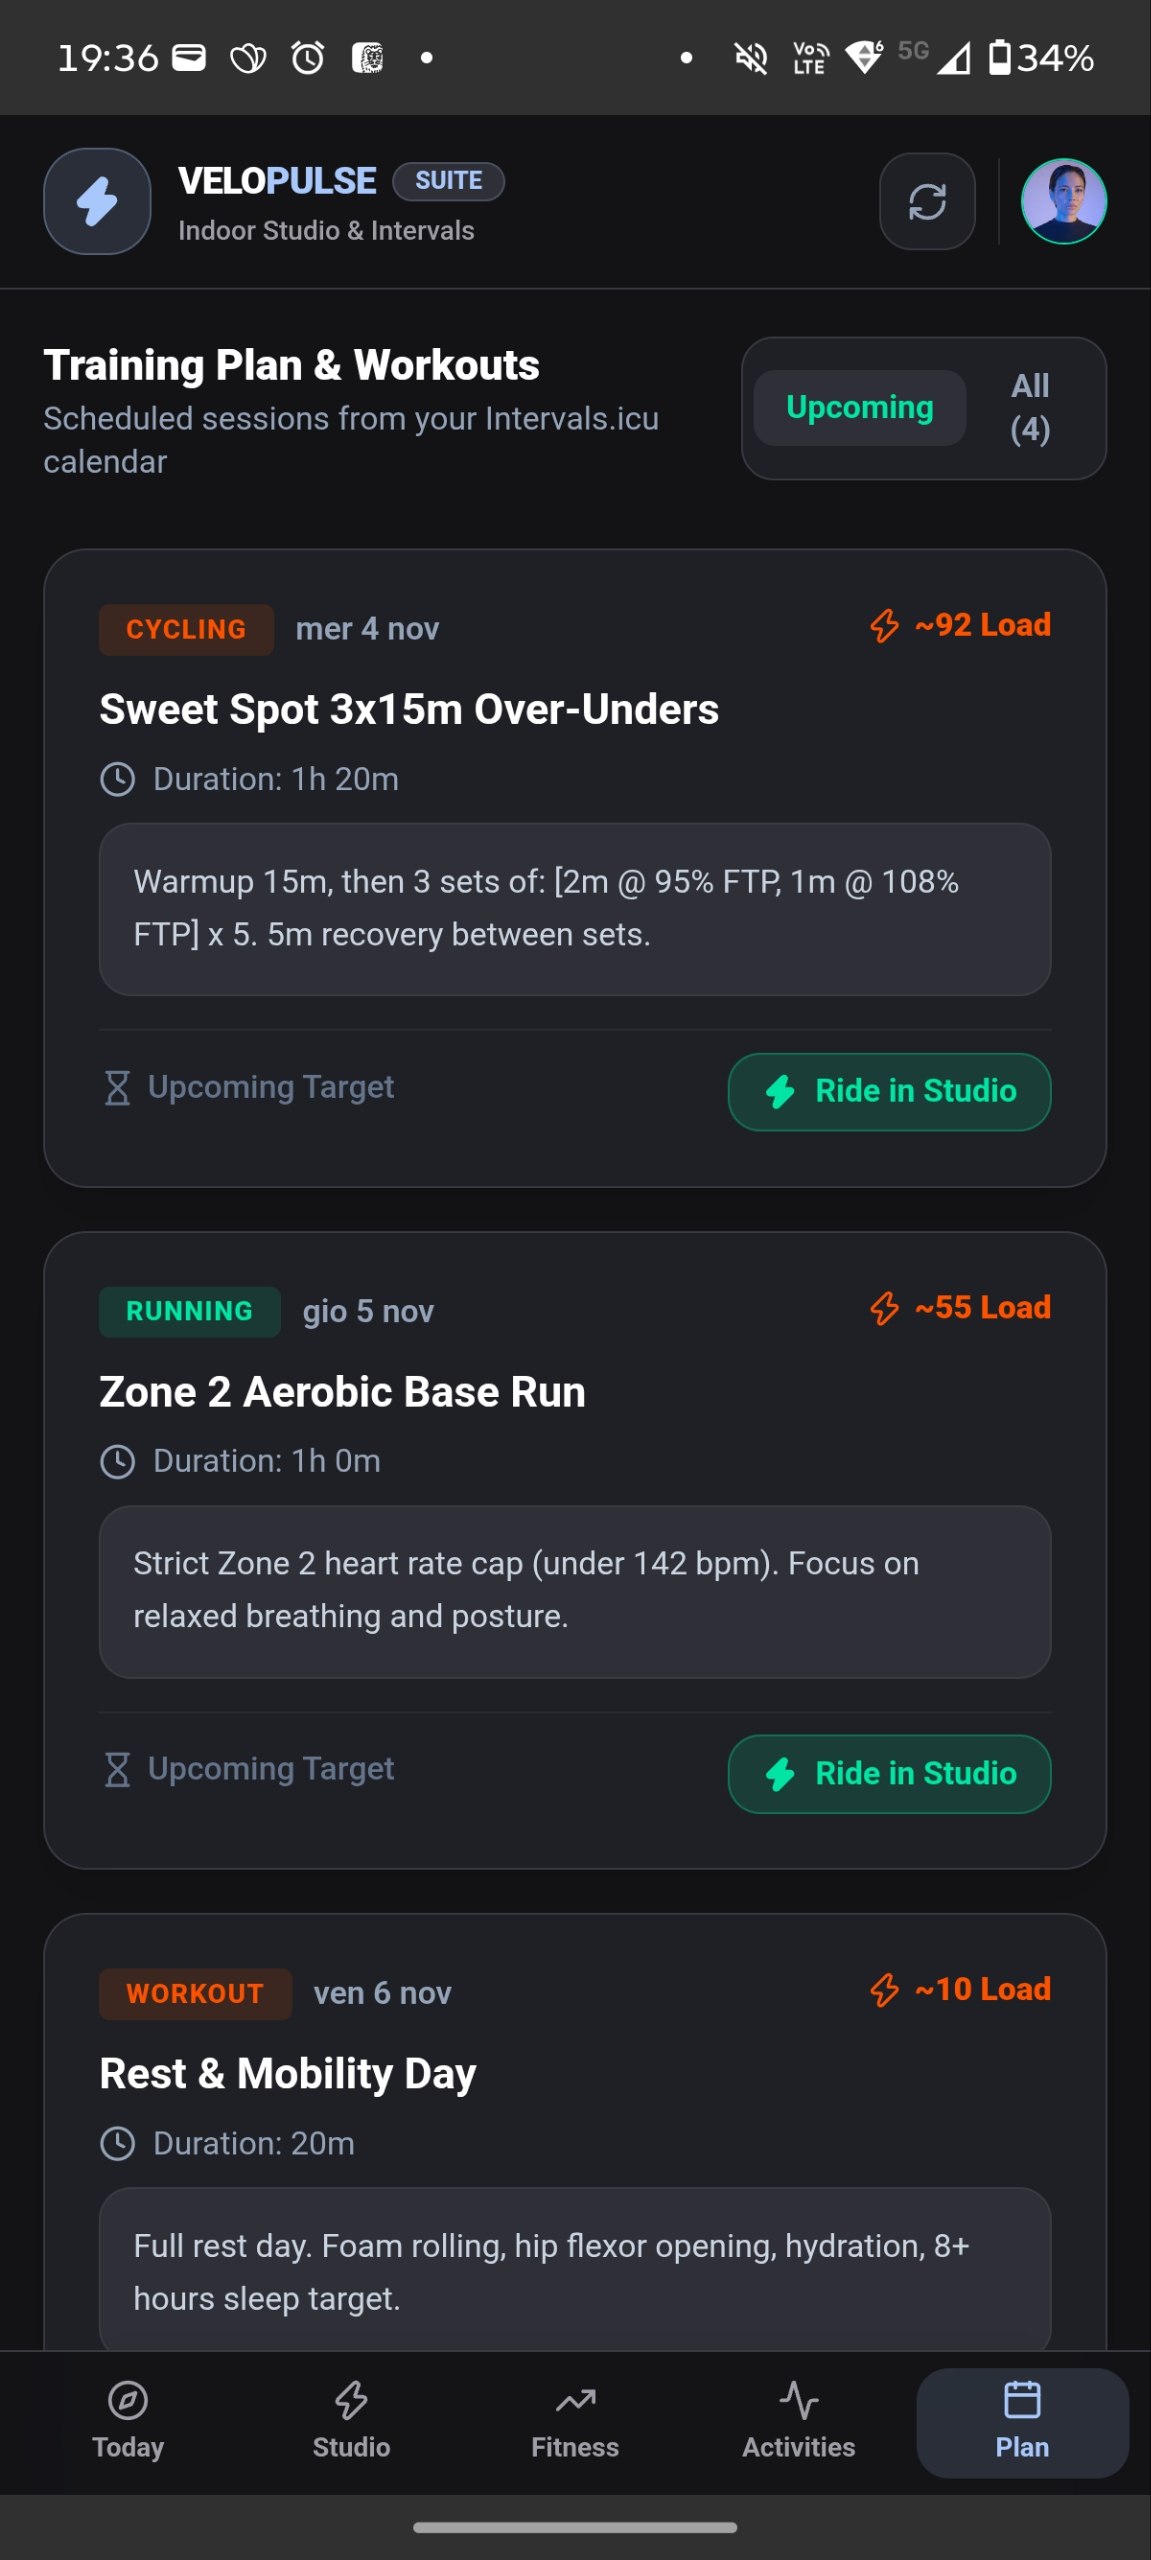 19:36
VoLTE 6 5G 34%
VELOPULSE SUITE
Indoor Studio & Intervals
Training Plan & Workouts
Scheduled sessions from your Intervals.icu
calendar
Upcoming
All
(4)
CYCLING mer 4 nov ~92 Load
Sweet Spot 3x15m Over-Unders
Duration: 1h 20m
Warmup 15m, then 3 sets of: [2m @ 95% FTP, 1m @ 108%
FTP] x 5. 5m recovery between sets.
Upcoming Target Ride in Studio
RUNNING gio 5 nov ~55 Load
Zone 2 Aerobic Base Run
Duration: 1h 0m
Strict Zone 2 heart rate cap (under 142 bpm). Focus on
relaxed breathing and posture.
Upcoming Target Ride in Studio
WORKOUT ven 6 nov ~10 Load
Rest & Mobility Day
Duration: 20m
Full rest day. Foam rolling, hip flexor opening, hydration, 8+
hours sleep target.
Today Studio Fitness Activities Plan